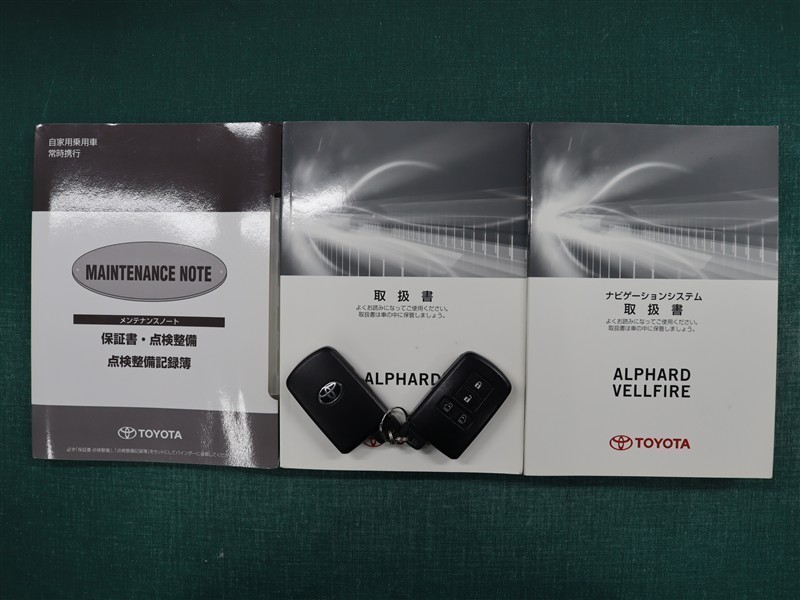 自家用乗用車
常時携行
MAINTENANCE NOTE
メンテナンスノート
保証書・点検整備
点検整備記録簿
TOYOTA
取扱書
よくお読みになってご使用ください。
取扱書は車の中に保管しましょう。
ALPHARD
ナビゲーションシステム
取扱書
よくお読みになってご使用ください。
取扱書は車の中に保管しましょう。
ALPHARD
VELLFIRE
TOYOTA